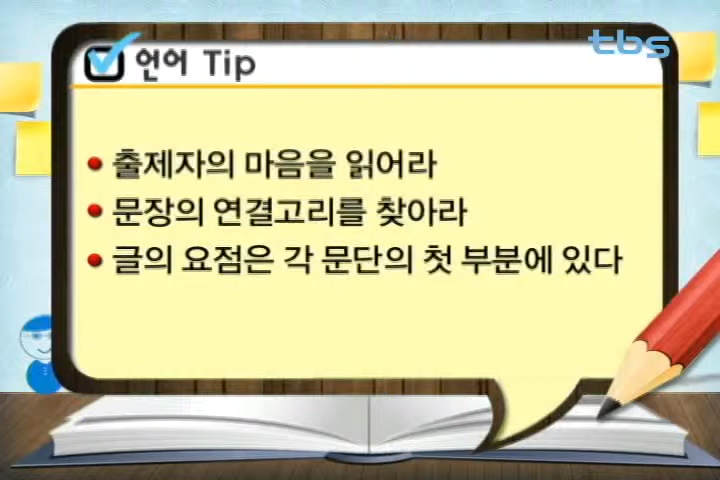 언어 Tip
tbs
출제자의 마음을 읽어라
문장의 연결고리를 찾아라
글의 요점은 각 문단의 첫 부분에 있다